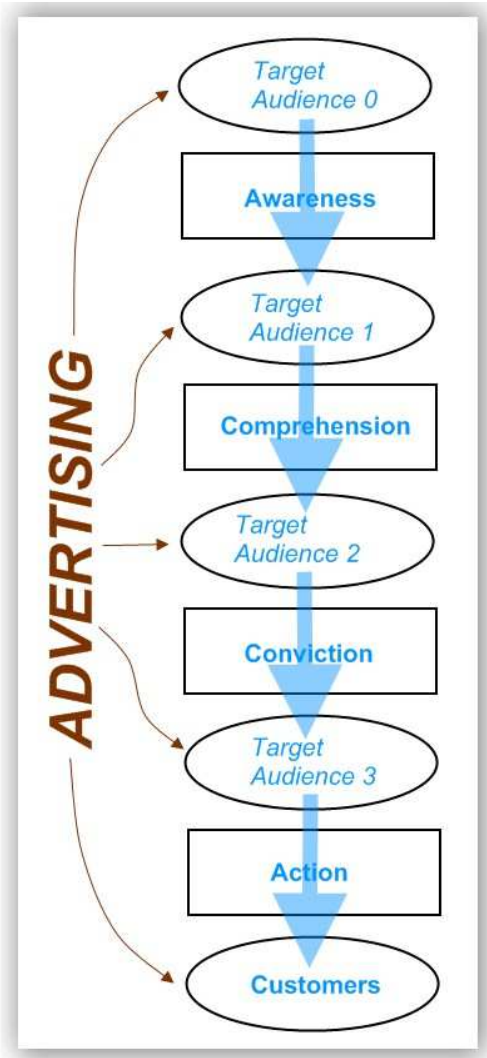 ADVERTISING
Target
Audience 0
Awareness
Target
Audience 1
Comprehension
Target
Audience 2
Conviction
Target
Audience 3
Action
Customers